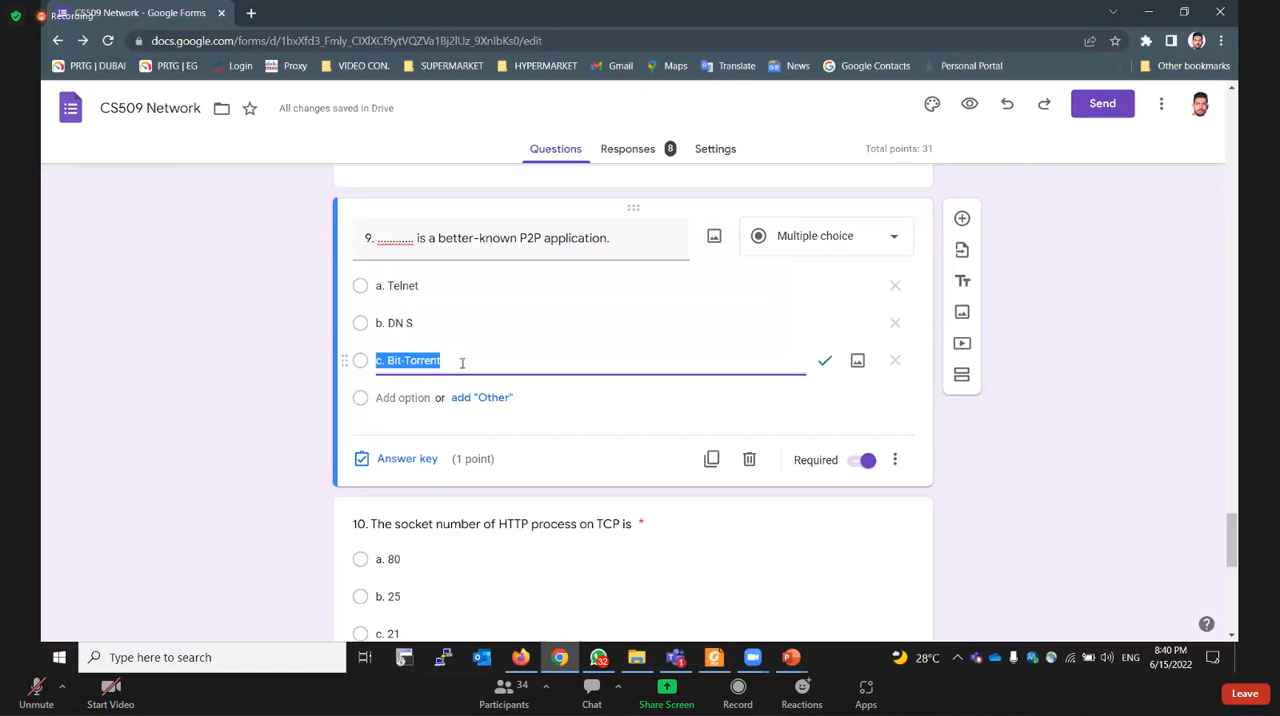 Recording
CS509 Network - Google Forms
docs.google.com/forms/d/1bxXfd3_Fmly_CIXlXCf9ytVQZVa1Bj2lUz_9XnIbKs0/edit
PRTG | DUBAI PRTG | EG Login Proxy VIDEO CON. SUPERMARKET HYPERMARKET Gmail Maps Translate News Google Contacts Personal Portal Other bookmarks
CS509 Network All changes saved in Drive Send
Questions Responses 8 Settings Total points: 31
9. ............ is a better-known P2P application. Multiple choice
a. Telnet
b. DN S
c. Bit-Torrent
Add option or add "Other"
Answer key (1 point) Required
10. The socket number of HTTP process on TCP is *
a. 80
b. 25
c. 21
Type here to search 32 1 28°C ENG 8:40 PM
6/15/2022
Unmute Start Video Participants 34 Chat Share Screen Record Reactions Apps Leave